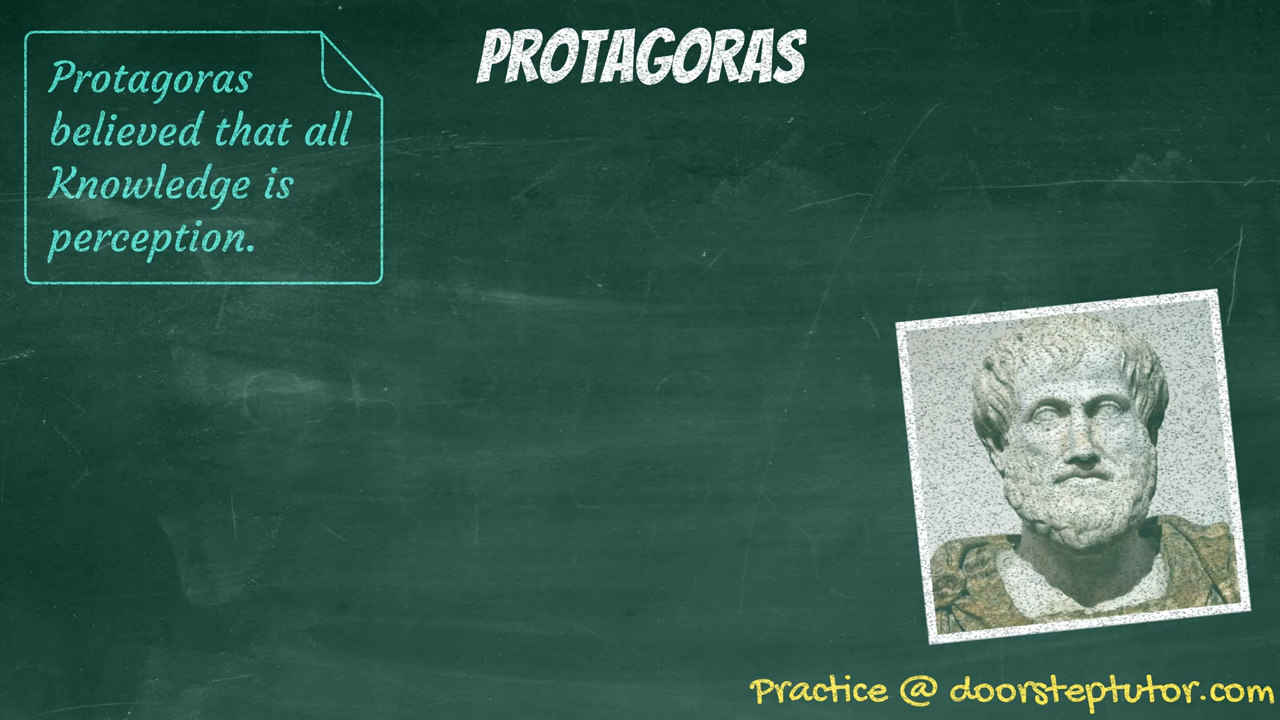 PROTAGORAS
Protagoras
believed that all
Knowledge is
perception.
Practice @ doorsteptutor.com